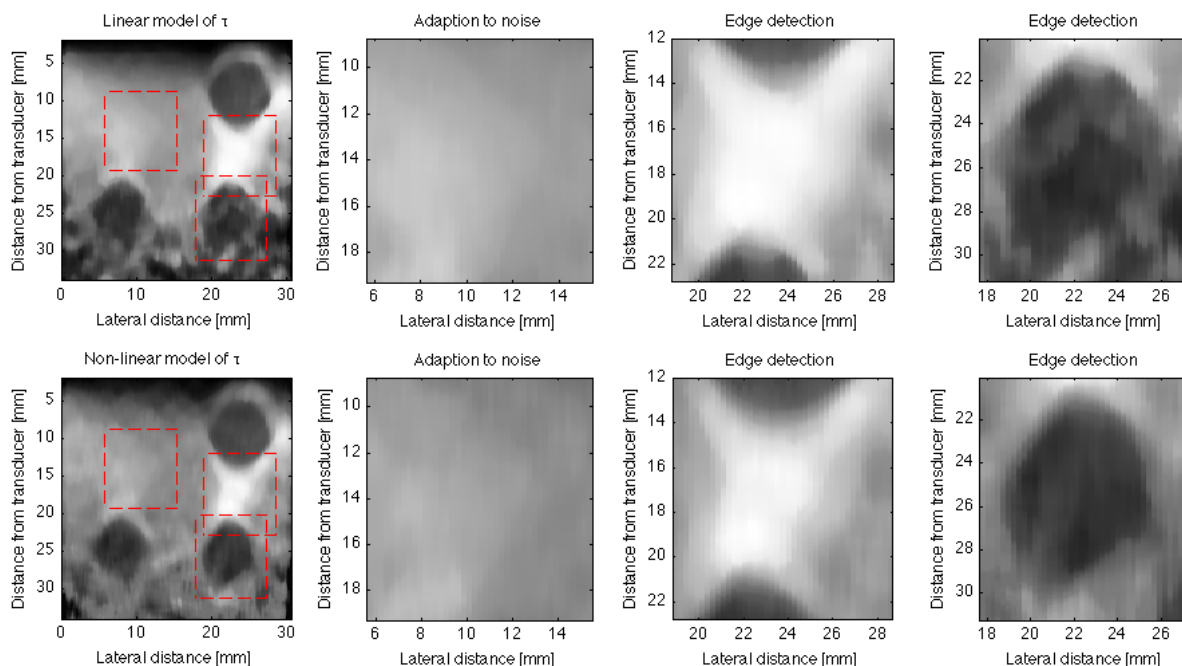 Linear model of τ
Adaption to noise
Edge detection
Edge detection
Distance from transducer [mm]
5
10
15
20
25
30
0 10 20 30
Lateral distance [mm]
Distance from transducer [mm]
10
12
14
16
18
6 8 10 12 14
Lateral distance [mm]
Distance from transducer [mm]
12
14
16
18
20
22
20 22 24 26 28
Lateral distance [mm]
Distance from transducer [mm]
22
24
26
28
30
18 20 22 24 26
Lateral distance [mm]
Non-linear model of τ
Adaption to noise
Edge detection
Edge detection
Distance from transducer [mm]
5
10
15
20
25
30
0 10 20 30
Lateral distance [mm]
Distance from transducer [mm]
10
12
14
16
18
6 8 10 12 14
Lateral distance [mm]
Distance from transducer [mm]
12
14
16
18
20
22
20 22 24 26 28
Lateral distance [mm]
Distance from transducer [mm]
22
24
26
28
30
18 20 22 24 26
Lateral distance [mm]